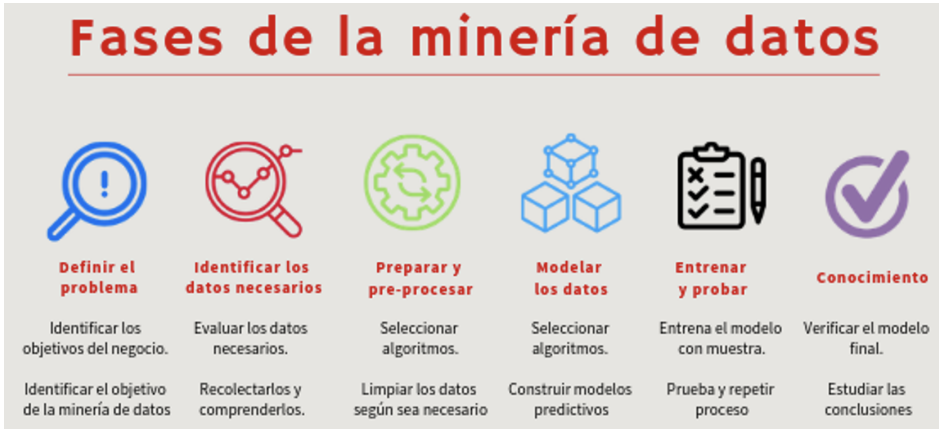 Fases de la minería de datos
Definir el
problema
Identificar los
objetivos del negocio.
Identificar el objetivo
de la minería de datos
Identificar los
datos necesarios
Evaluar los datos
necesarios.
Recolectarlos y
comprenderlos.
Preparar y
pre-procesar
Seleccionar
algoritmos.
Limpiar los datos
según sea necesario
Modelar
los datos
Seleccionar
algoritmos.
Construir modelos
predictivos
Entrenar
y probar
Entrena el modelo
con muestra.
Prueba y repetir
proceso
Conocimiento
Verificar el modelo
final.
Estudiar las
conclusiones